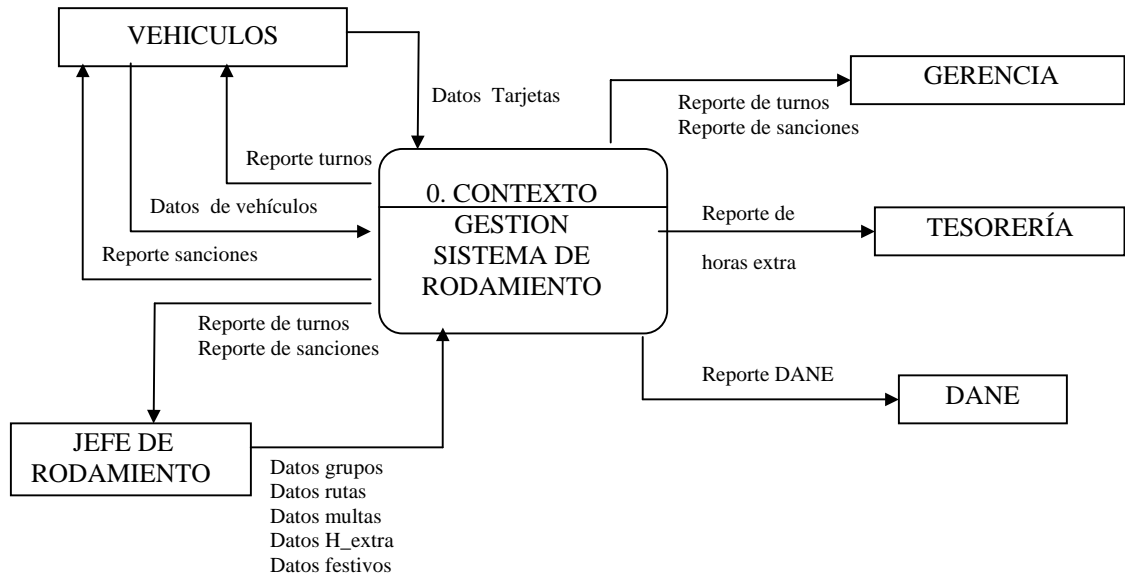 VEHICULOS
GERENCIA
Datos Tarjetas
Reporte de turnos
Reporte de sanciones
Reporte turnos
0. CONTEXTO
GESTION
SISTEMA DE
RODAMIENTO
Datos de vehículos
Reporte de
horas extra
TESORERÍA
Reporte sanciones
Reporte de turnos
Reporte de sanciones
Reporte DANE
DANE
JEFE DE
RODAMIENTO
Datos grupos
Datos rutas
Datos multas
Datos H_extra
Datos festivos